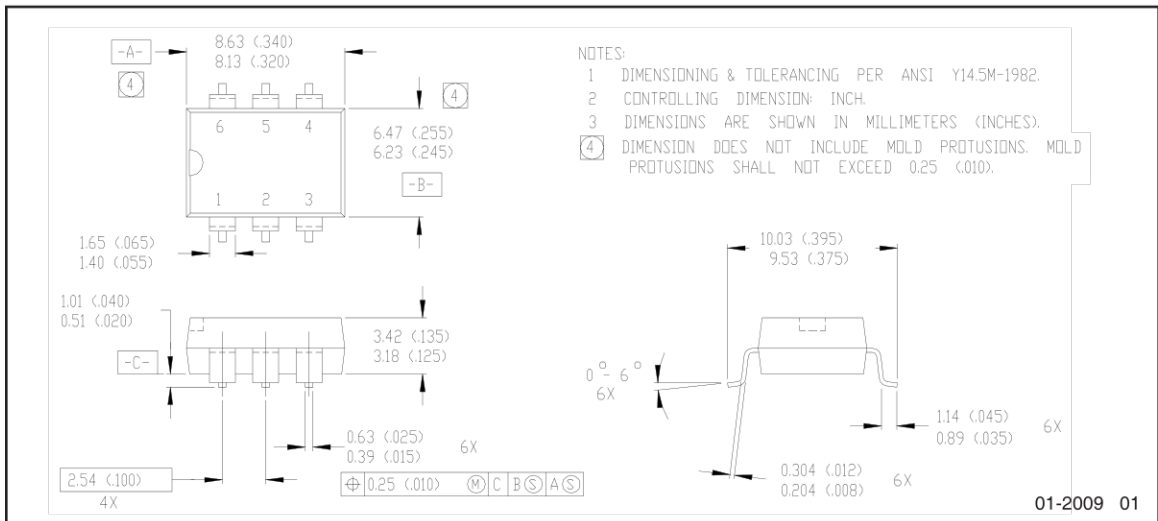 -A-
8.63 (.340)
8.13 (.320)
4
4
6 5 4
6.47 (.255)
6.23 (.245)
-B-
1 2 3
1.65 (.065)
1.40 (.055)
NOTES:
1 DIMENSIONING & TOLERANCING PER ANSI Y14.5M-1982.
2 CONTROLLING DIMENSION: INCH.
3 DIMENSIONS ARE SHOWN IN MILLIMETERS (INCHES).
4 DIMENSION DOES NOT INCLUDE MOLD PROTUSIONS. MOLD
PROTUSIONS SHALL NOT EXCEED 0.25 (.010).
1.01 (.040)
0.51 (.020)
-C-
3.42 (.135)
3.18 (.125)
0.63 (.025)
0.39 (.015)
6X
2.54 (.100)
4X
⌖ 0.25 (.010) Ⓜ C B Ⓢ A Ⓢ
10.03 (.395)
9.53 (.375)
0° - 6°
6X
1.14 (.045)
0.89 (.035)
6X
0.304 (.012)
0.204 (.008)
6X
01-2009 01